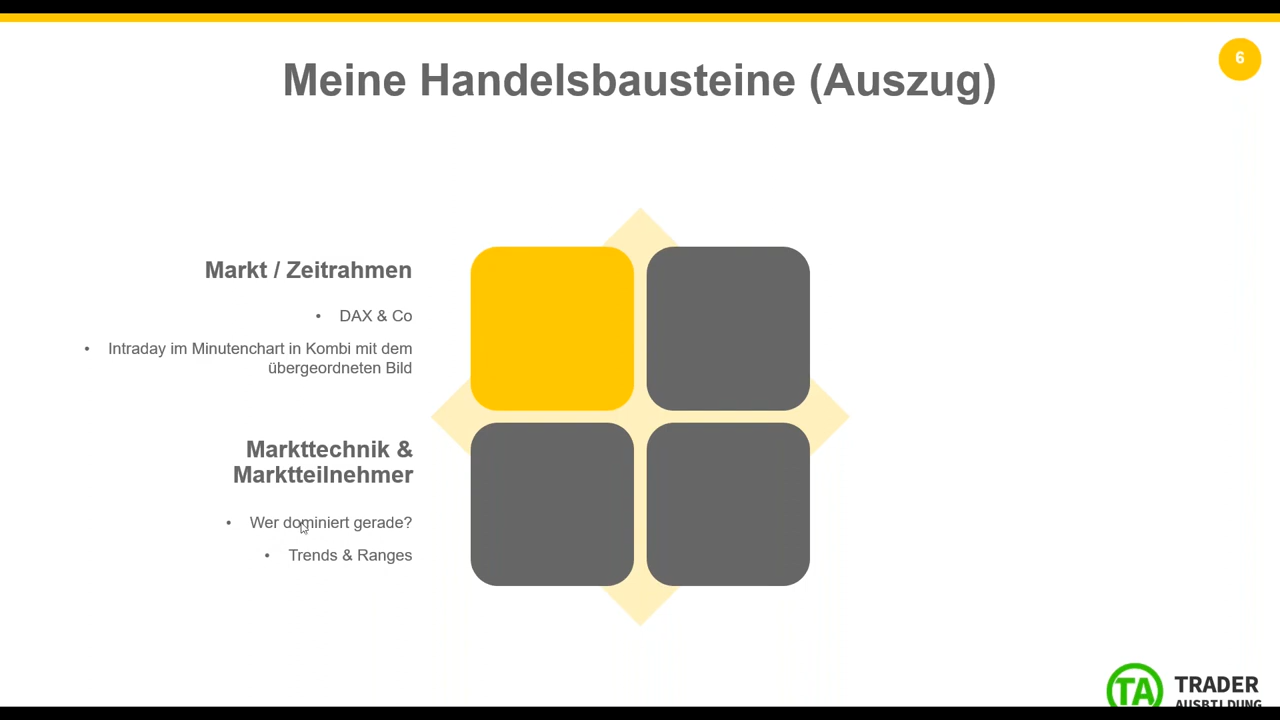 Meine Handelsbausteine (Auszug)
6
Markt / Zeitrahmen
• DAX & Co
• Intraday im Minutenchart in Kombi mit dem
übergeordneten Bild
Markttechnik &
Marktteilnehmer
• Wer dominiert gerade?
• Trends & Ranges
TA TRADER
AUSBILDUNG